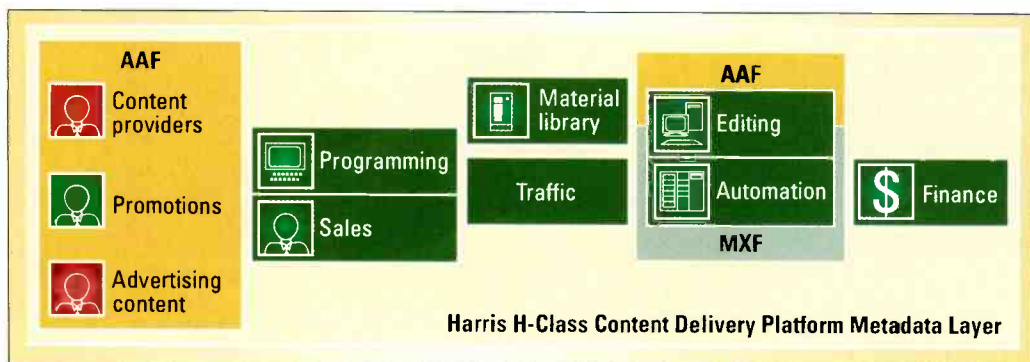 AAF
Content
providers
Promotions
Advertising
content
Programming
Sales
Material
library
Traffic
AAF
Editing
Automation
MXF
$ Finance
Harris H-Class Content Delivery Platform Metadata Layer